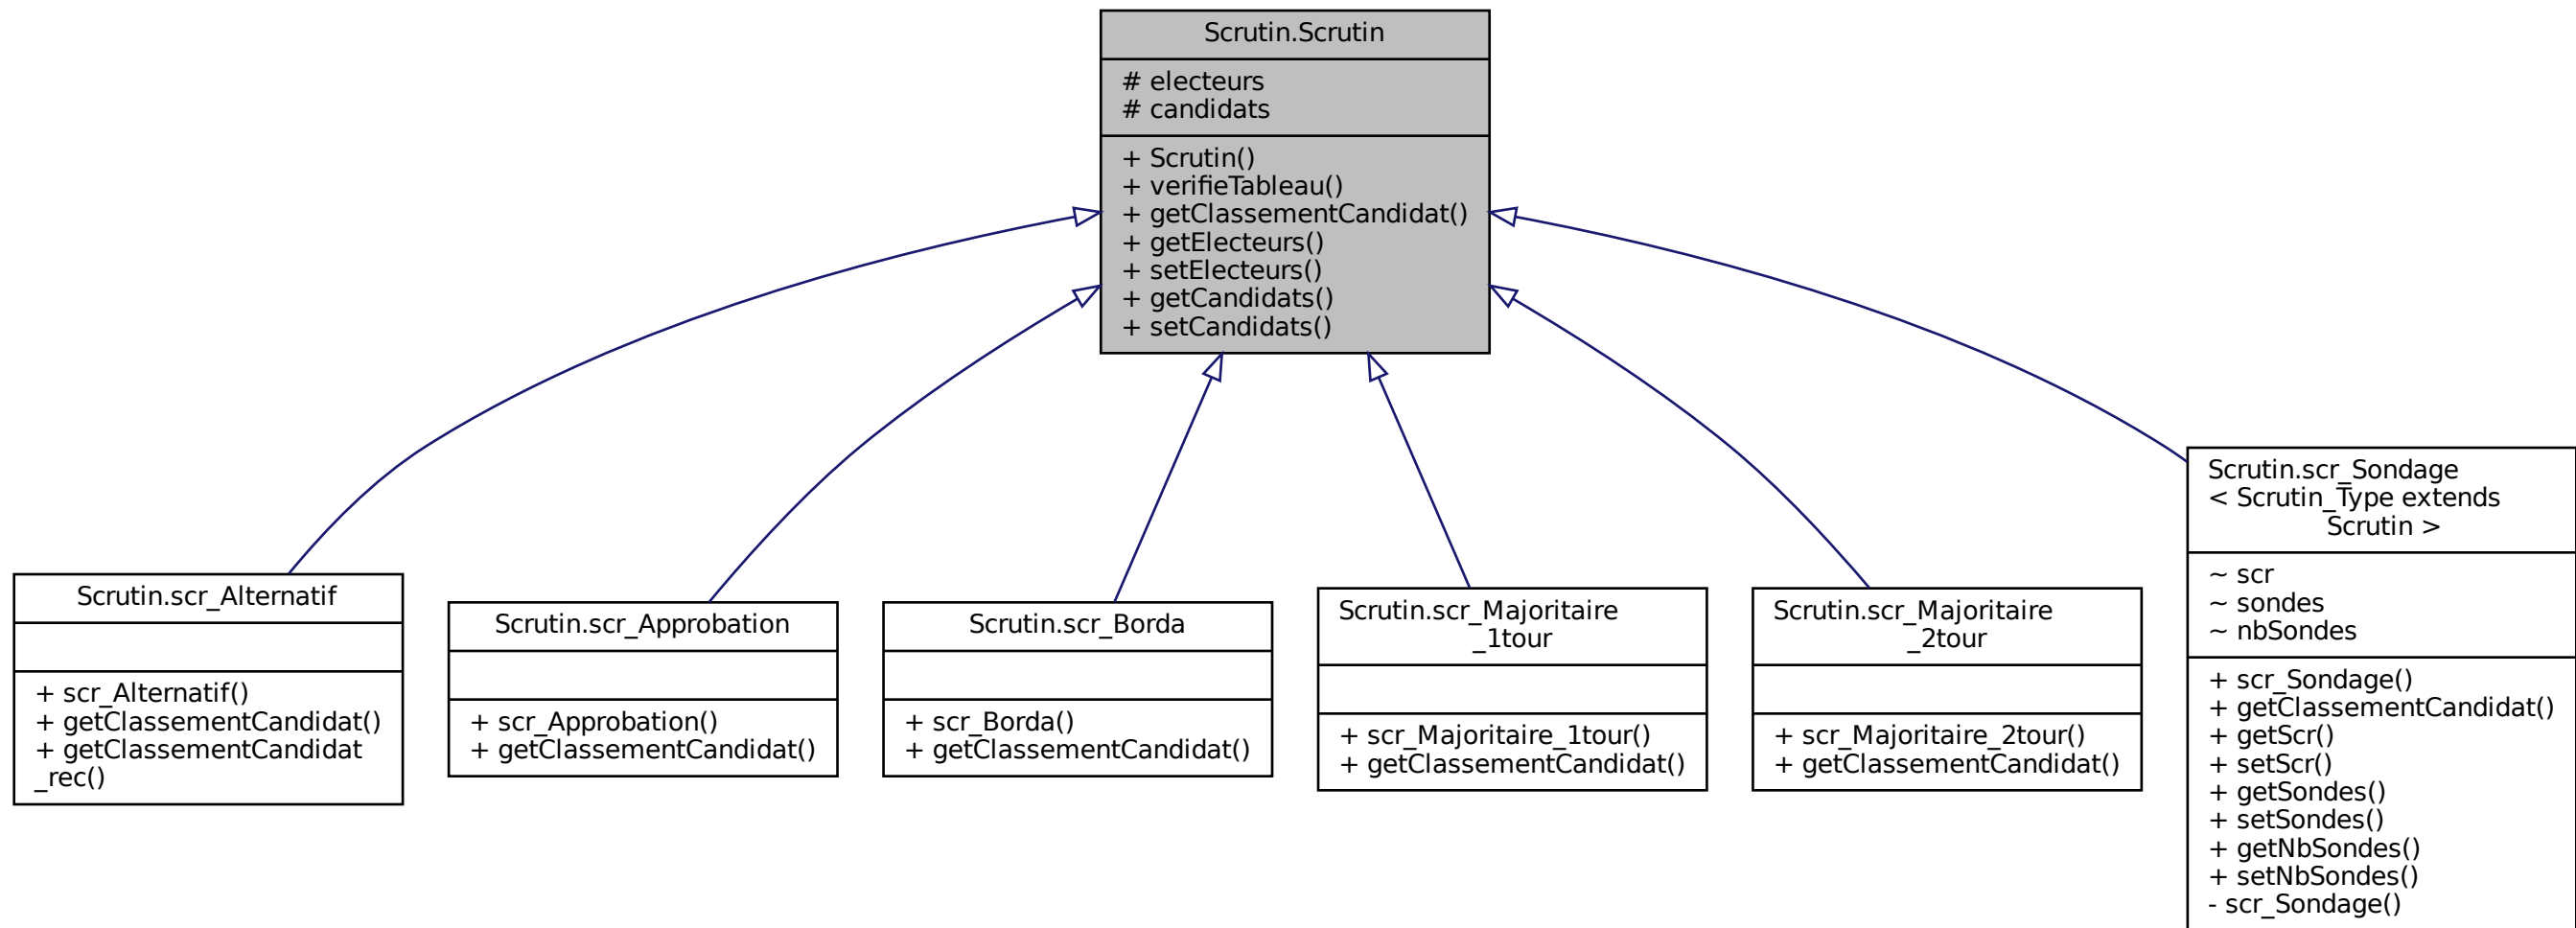 Scrutin.Scrutin
# electeurs
# candidats
+ Scrutin()
+ verifieTableau()
+ getClassementCandidat()
+ getElecteurs()
+ setElecteurs()
+ getCandidats()
+ setCandidats()
Scrutin.scr_Alternatif
+ scr_Alternatif()
+ getClassementCandidat()
+ getClassementCandidat
_rec()
Scrutin.scr_Approbation
+ scr_Approbation()
+ getClassementCandidat()
Scrutin.scr_Borda
+ scr_Borda()
+ getClassementCandidat()
Scrutin.scr_Majoritaire
_1tour
+ scr_Majoritaire_1tour()
+ getClassementCandidat()
Scrutin.scr_Majoritaire
_2tour
+ scr_Majoritaire_2tour()
+ getClassementCandidat()
Scrutin.scr_Sondage
< Scrutin_Type extends
Scrutin >
~ scr
~ sondes
~ nbSondes
+ scr_Sondage()
+ getClassementCandidat()
+ getScr()
+ setScr()
+ getSondes()
+ setSondes()
+ getNbSondes()
+ setNbSondes()
- scr_Sondage()